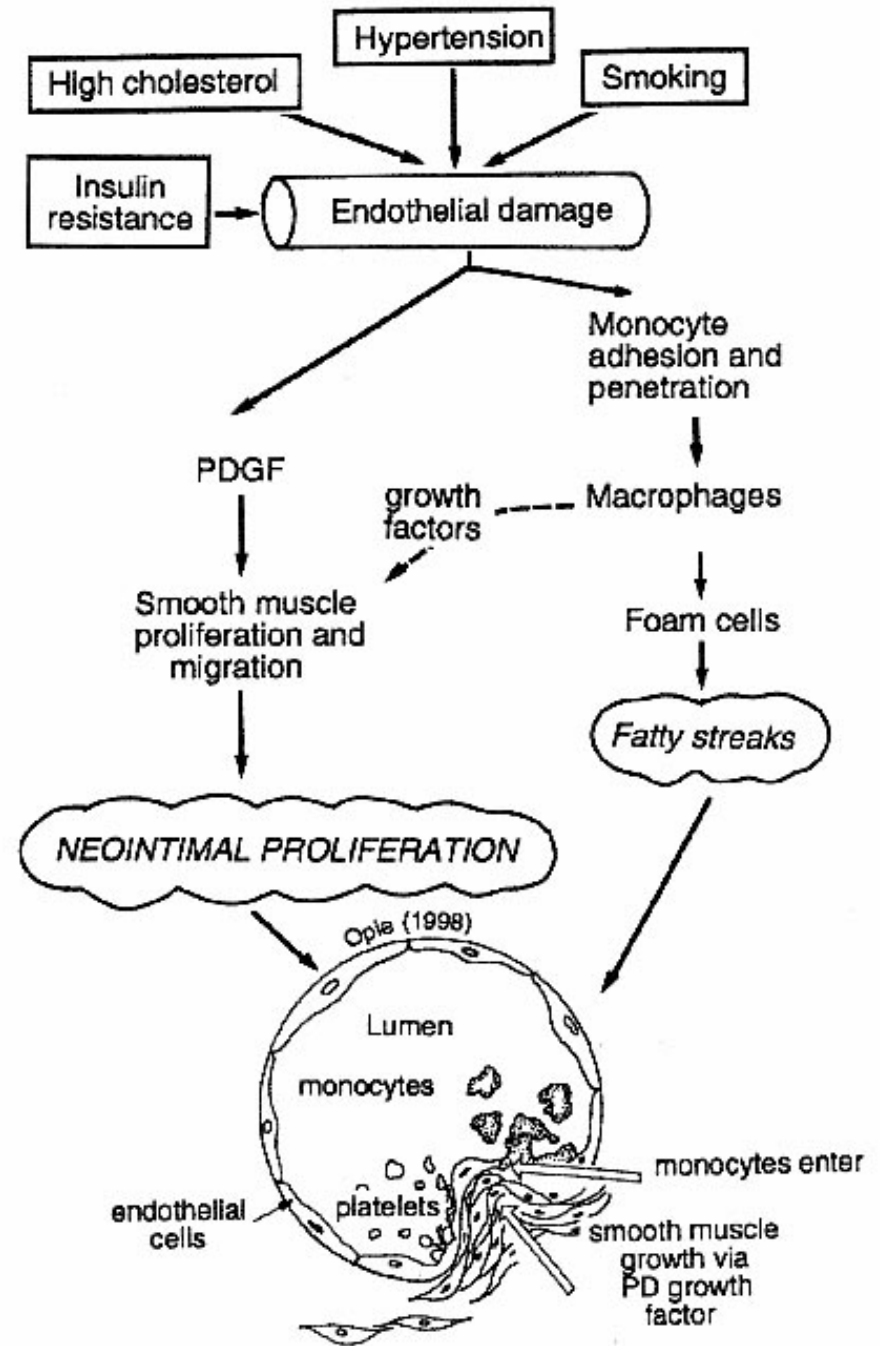 Hypertension
High cholesterol
Smoking
Insulin
resistance
Endothelial damage
Monocyte
adhesion and
penetration
PDGF
growth
factors
Macrophages
Smooth muscle
proliferation and
migration
Foam cells
Fatty streaks
NEOINTIMAL PROLIFERATION
Opie (1998)
Lumen
monocytes
monocytes enter
platelets
endothelial
cells
smooth muscle
growth via
PD growth
factor